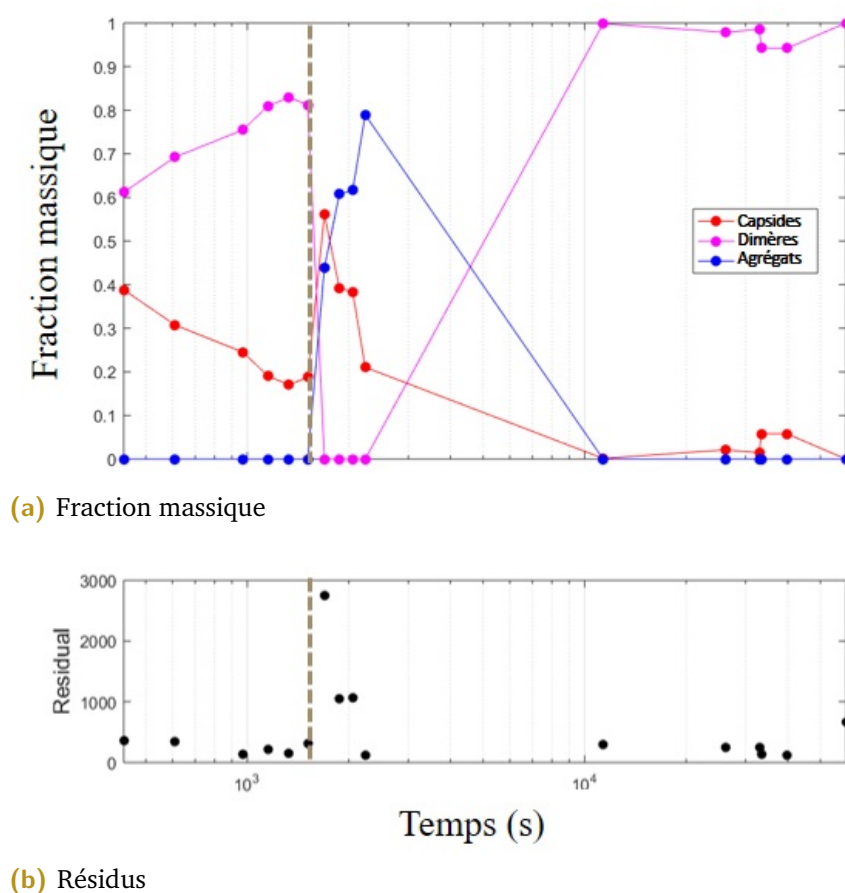 1
0.9
0.8
0.7
0.6
0.5
0.4
0.3
0.2
0.1
0
Fraction massique
Capsides
Dimères
Agrégats
(a) Fraction massique
3000
2000
1000
0
Residual
10³
10⁴
Temps (s)
(b) Résidus